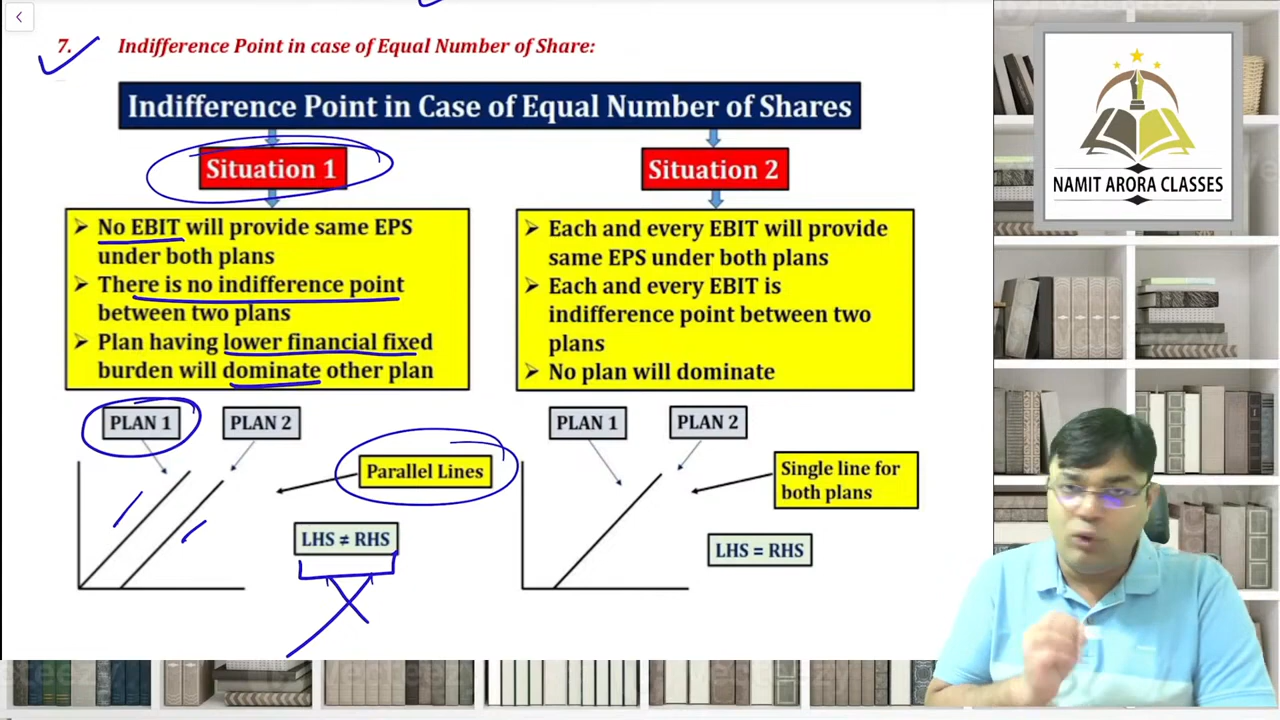 7. Indifference Point in case of Equal Number of Share:
Indifference Point in Case of Equal Number of Shares
Situation 1
➢ No EBIT will provide same EPS
under both plans
➢ There is no indifference point
between two plans
➢ Plan having lower financial fixed
burden will dominate other plan
PLAN 1
PLAN 2
Parallel Lines
LHS ≠ RHS
Situation 2
➢ Each and every EBIT will provide
same EPS under both plans
➢ Each and every EBIT is
indifference point between two
plans
➢ No plan will dominate
PLAN 1
PLAN 2
Single line for
both plans
LHS = RHS
NAMIT ARORA CLASSES